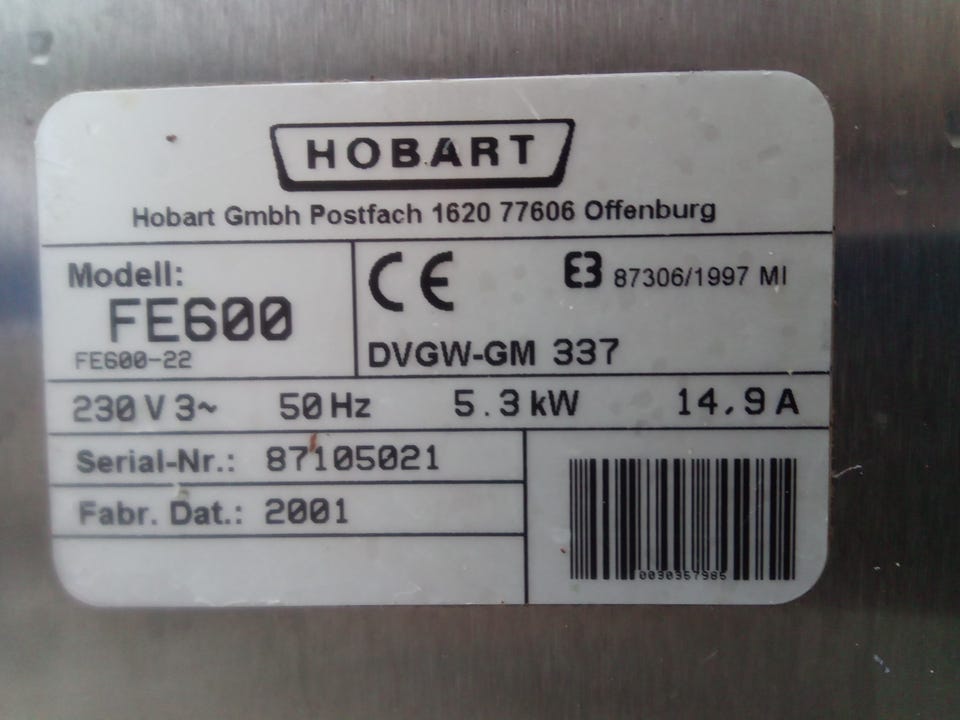 HOBART
Hobart Gmbh Postfach 1620 77606 Offenburg
Modell:
FE600
FE600-22
CE
87306/1997 MI
DVGW-GM 337
230 V 3~ 50 Hz 5.3 kW 14,9 A
Serial-Nr.: 87105021
Fabr. Dat.: 2001
0030357986